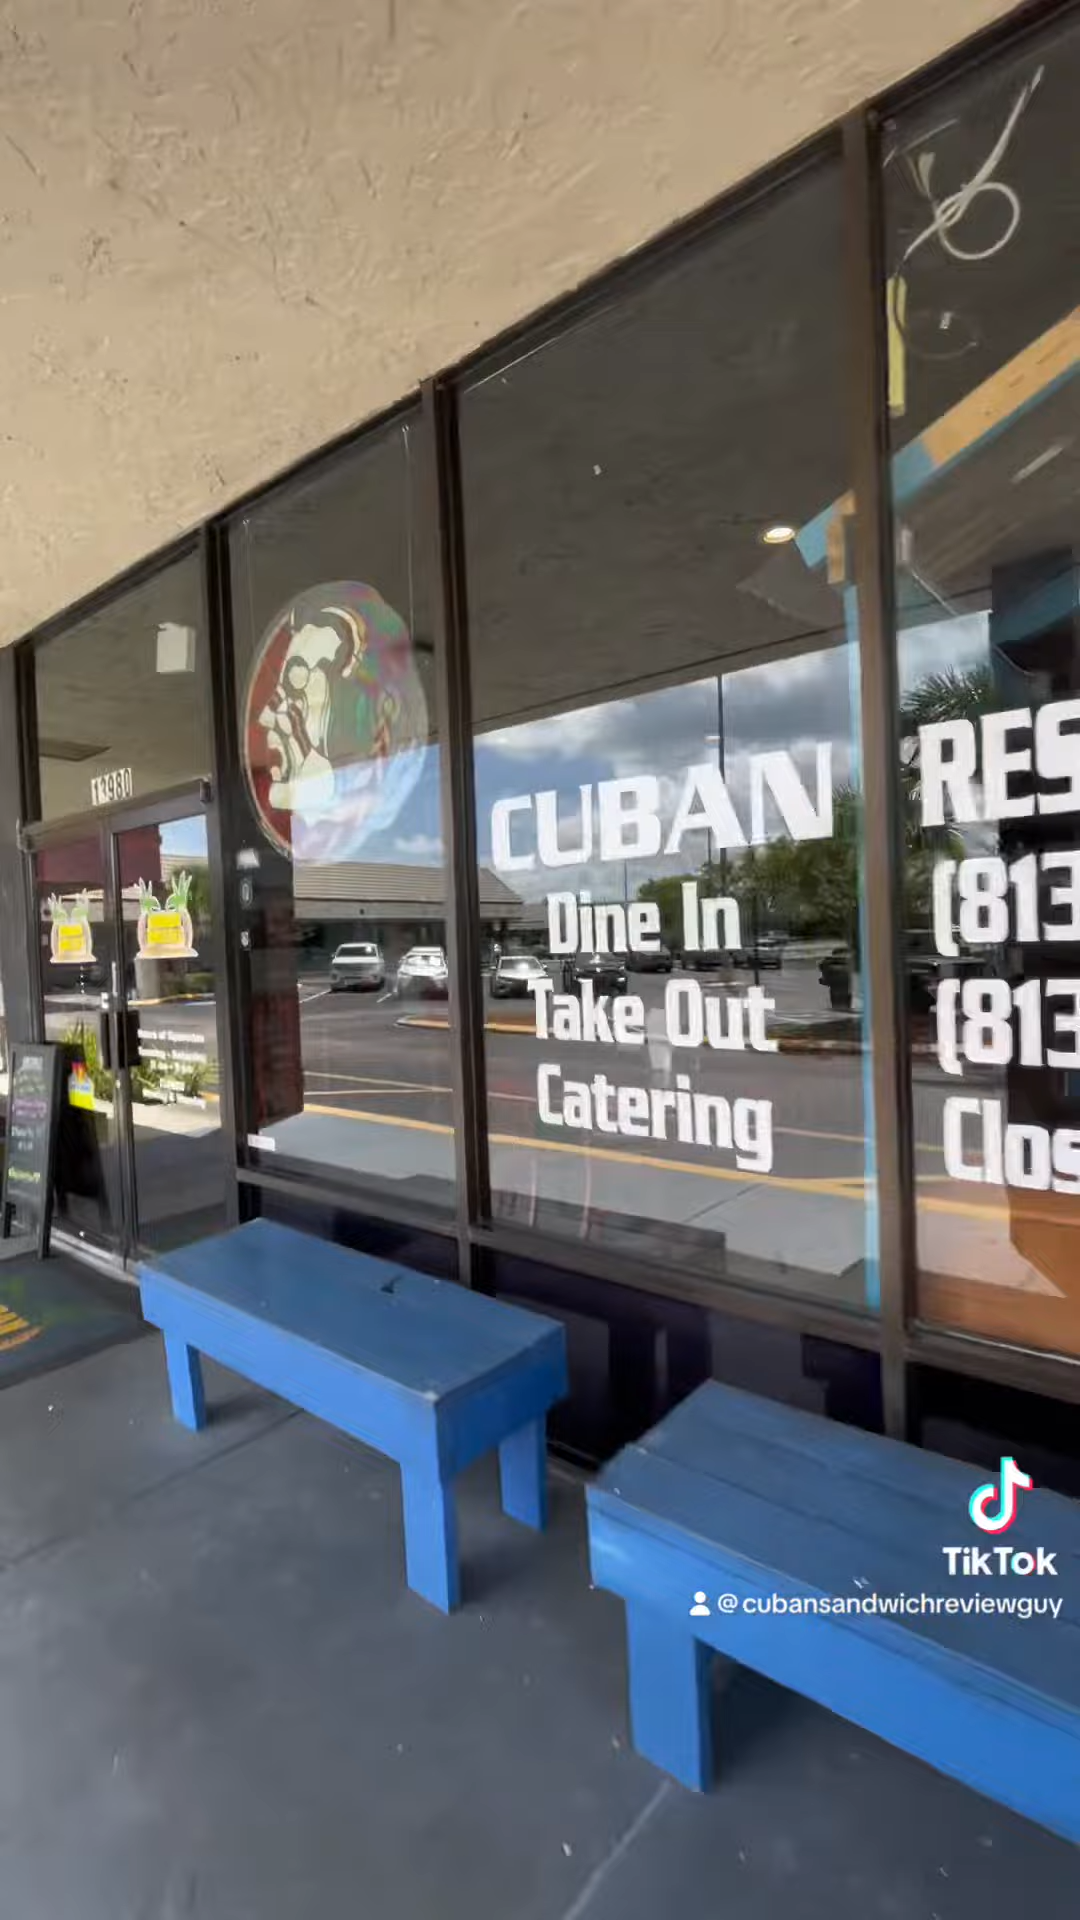 13980
CUBAN
Dine In
Take Out
Catering
RES
(813
(813
Clos
TikTok
@cubansandwichreviewguy